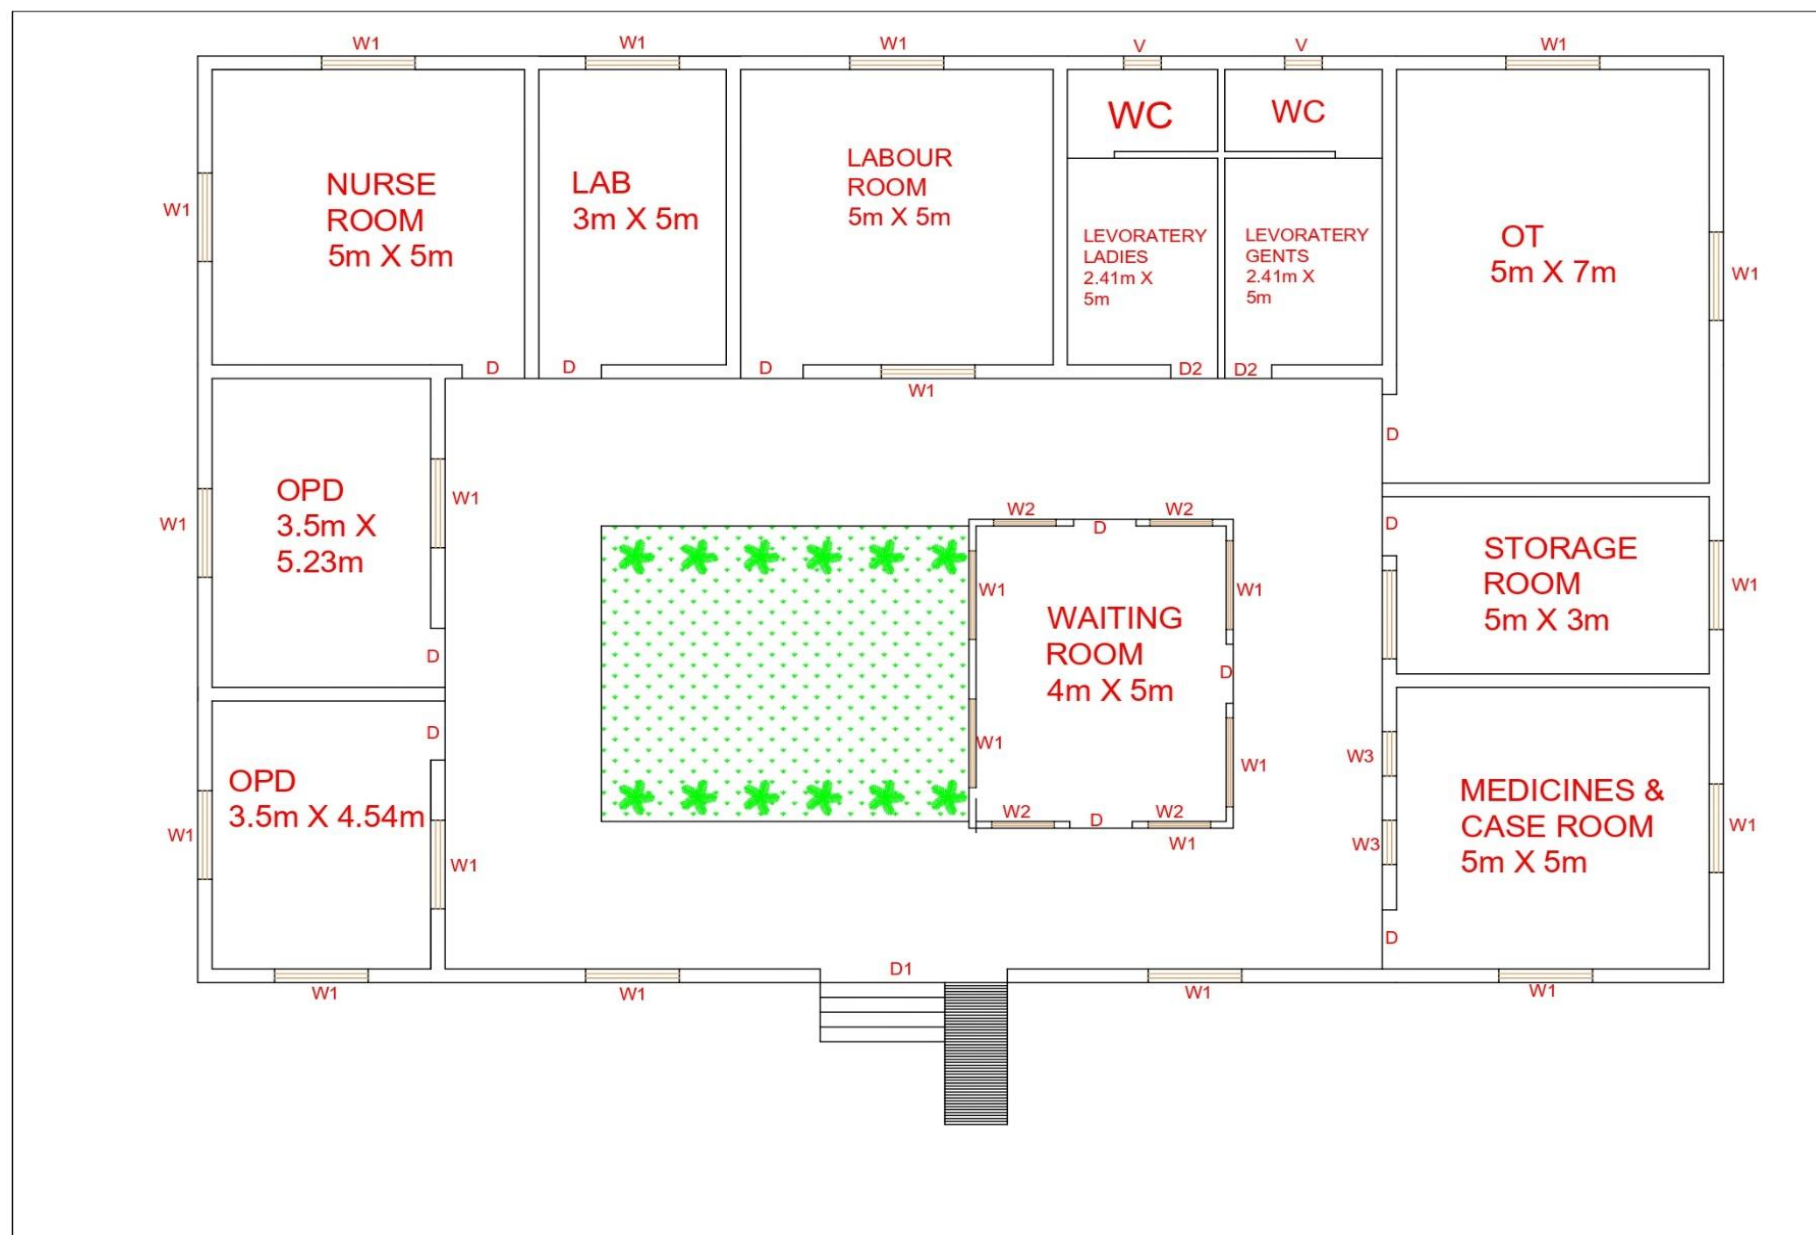 W1
W1
W1
V
V
W1
WC
WC
NURSE
ROOM
5m X 5m
LAB
3m X 5m
LABOUR
ROOM
5m X 5m
LEVORATERY
LADIES
2.41m X
5m
LEVORATERY
GENTS
2.41m X
5m
OT
5m X 7m
W1
W1
D
D
D
W1
D2
D2
D
OPD
3.5m X
5.23m
W1
W1
W2
D
W2
D
STORAGE
ROOM
5m X 3m
W1
W1
W1
WAITING
ROOM
4m X 5m
D
D
D
W1
W1
W3
OPD
3.5m X 4.54m
W1
W1
W2
D
W2
W1
W3
MEDICINES &
CASE ROOM
5m X 5m
W1
D
D1
W1
W1
W1
W1